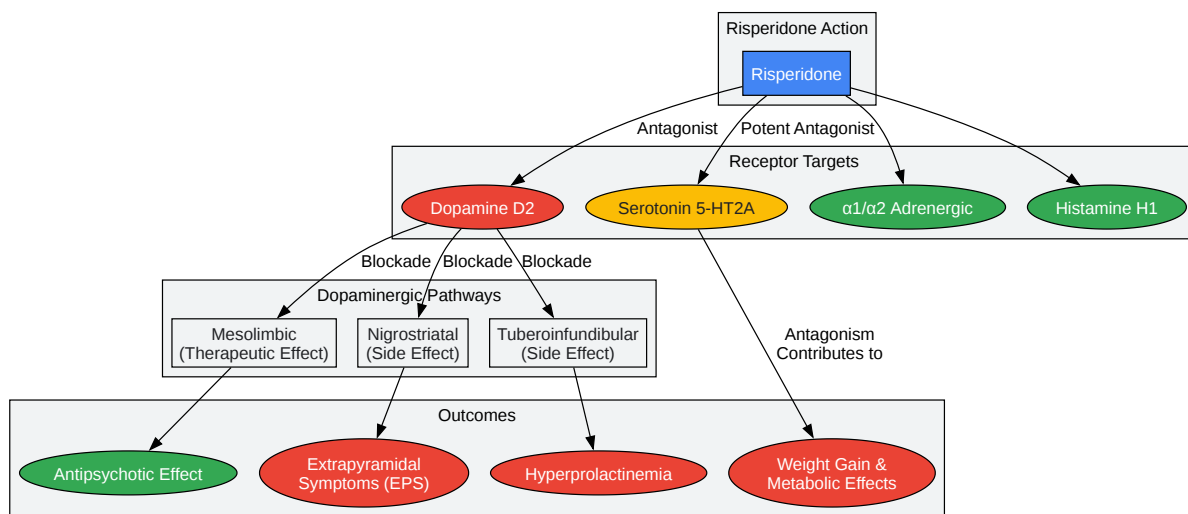 Risperidone Action
Risperidone
Antagonist
Potent Antagonist
Receptor Targets
Dopamine D2
Serotonin 5-HT2A
α1/α2 Adrenergic
Histamine H1
Blockade
Blockade
Blockade
Dopaminergic Pathways
Mesolimbic
(Therapeutic Effect)
Nigrostriatal
(Side Effect)
Tuberoinfundibular
(Side Effect)
Antagonism
Contributes to
Outcomes
Antipsychotic Effect
Extrapyramidal
Symptoms (EPS)
Hyperprolactinemia
Weight Gain &
Metabolic Effects